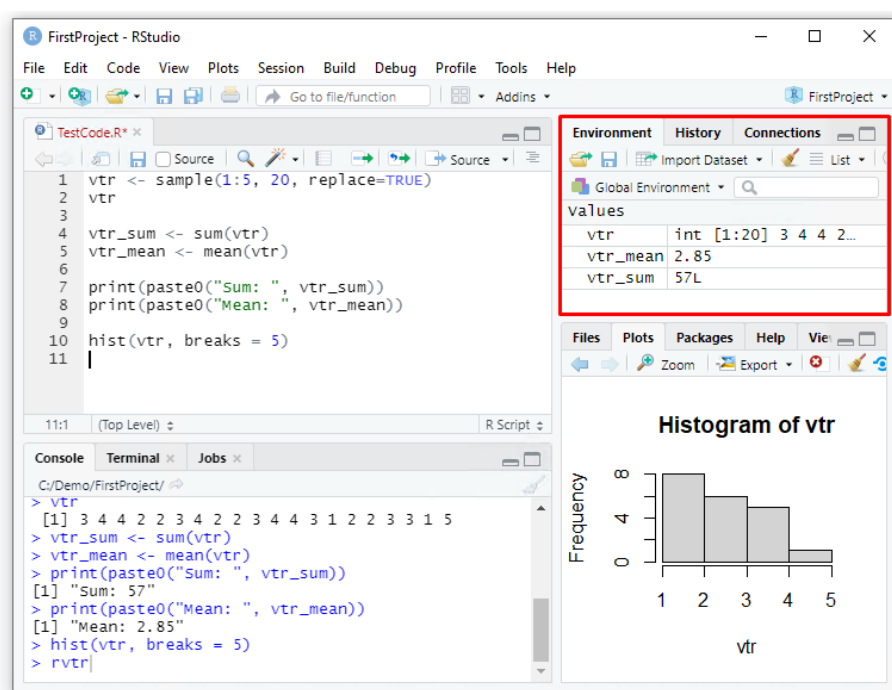 FirstProject - RStudio
File Edit Code View Plots Session Build Debug Profile Tools Help
Go to file/function Addins FirstProject
TestCode.R*
Source Source
1 vtr <- sample(1:5, 20, replace=TRUE)
2 vtr
3
4 vtr_sum <- sum(vtr)
5 vtr_mean <- mean(vtr)
6
7 print(paste0("Sum: ", vtr_sum))
8 print(paste0("Mean: ", vtr_mean))
9
10 hist(vtr, breaks = 5)
11
11:1 (Top Level) R Script
Console Terminal Jobs
C:/Demo/FirstProject/
> vtr
[1] 3 4 4 2 2 3 4 2 2 3 4 4 3 1 2 2 3 3 1 5
> vtr_sum <- sum(vtr)
> vtr_mean <- mean(vtr)
> print(paste0("Sum: ", vtr_sum))
[1] "Sum: 57"
> print(paste0("Mean: ", vtr_mean))
[1] "Mean: 2.85"
> hist(vtr, breaks = 5)
> rvtr
Environment History Connections
Import Dataset List
Global Environment
Values
vtr int [1:20] 3 4 4 2…
vtr_mean 2.85
vtr_sum 57L
Files Plots Packages Help Vie
Zoom Export
Histogram of vtr
Frequency
8
4
0
1 2 3 4 5
vtr